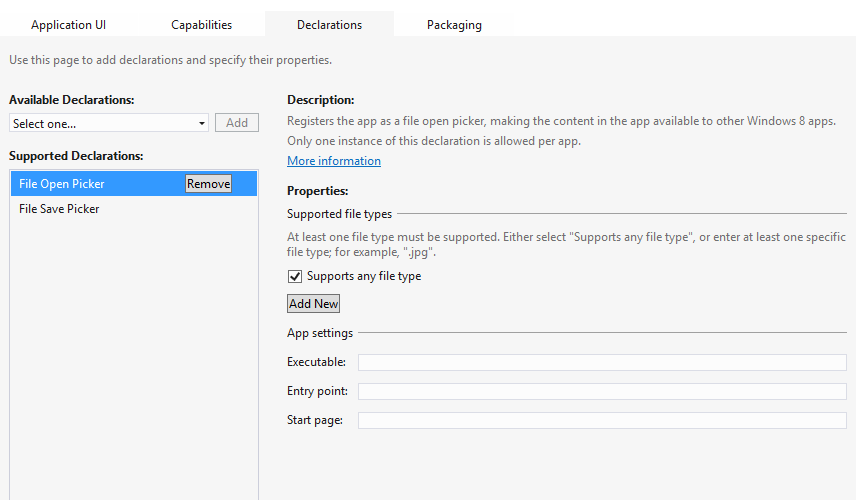 Application UI
Capabilities
Declarations
Packaging
Use this page to add declarations and specify their properties.
Available Declarations:
Select one...
Add
Supported Declarations:
File Open Picker
Remove
File Save Picker
Description:
Registers the app as a file open picker, making the content in the app available to other Windows 8 apps.
Only one instance of this declaration is allowed per app.
More information
Properties:
Supported file types
At least one file type must be supported. Either select "Supports any file type", or enter at least one specific
file type; for example, ".jpg".
Supports any file type
Add New
App settings
Executable:
Entry point:
Start page: